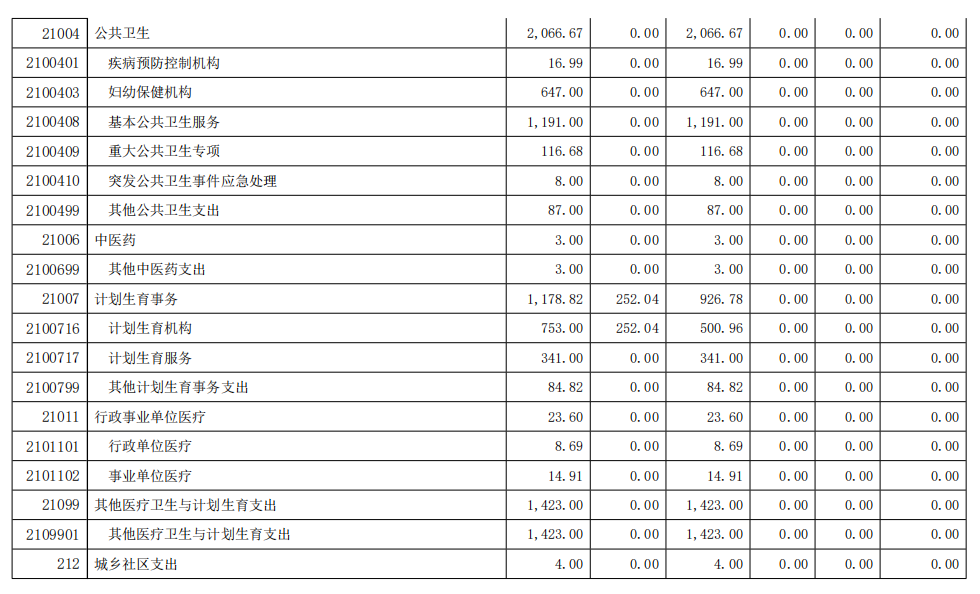 21004 公共卫生 2,066.67 0.00 2,066.67 0.00 0.00 0.00
2100401 疾病预防控制机构 16.99 0.00 16.99 0.00 0.00 0.00
2100403 妇幼保健机构 647.00 0.00 647.00 0.00 0.00 0.00
2100408 基本公共卫生服务 1,191.00 0.00 1,191.00 0.00 0.00 0.00
2100409 重大公共卫生专项 116.68 0.00 116.68 0.00 0.00 0.00
2100410 突发公共卫生事件应急处理 8.00 0.00 8.00 0.00 0.00 0.00
2100499 其他公共卫生支出 87.00 0.00 87.00 0.00 0.00 0.00
21006 中医药 3.00 0.00 3.00 0.00 0.00 0.00
2100699 其他中医药支出 3.00 0.00 3.00 0.00 0.00 0.00
21007 计划生育事务 1,178.82 252.04 926.78 0.00 0.00 0.00
2100716 计划生育机构 753.00 252.04 500.96 0.00 0.00 0.00
2100717 计划生育服务 341.00 0.00 341.00 0.00 0.00 0.00
2100799 其他计划生育事务支出 84.82 0.00 84.82 0.00 0.00 0.00
21011 行政事业单位医疗 23.60 0.00 23.60 0.00 0.00 0.00
2101101 行政单位医疗 8.69 0.00 8.69 0.00 0.00 0.00
2101102 事业单位医疗 14.91 0.00 14.91 0.00 0.00 0.00
21099 其他医疗卫生与计划生育支出 1,423.00 0.00 1,423.00 0.00 0.00 0.00
2109901 其他医疗卫生与计划生育支出 1,423.00 0.00 1,423.00 0.00 0.00 0.00
212 城乡社区支出 4.00 0.00 4.00 0.00 0.00 0.00